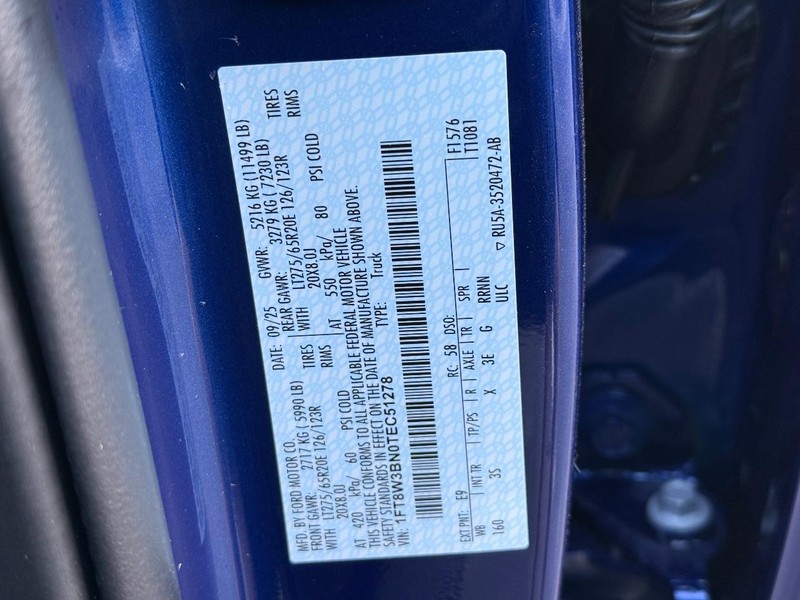 MFD. BY FORD MOTOR CO. DATE: 09/25 GVWR: 5216 KG (11499 LB)
FRONT GAWR: 2717 KG ( 5990 LB) REAR GAWR: 3279 KG ( 7230 LB)
WITH LT275/65R20E 126/123R TIRES WITH LT275/65R20E 126/123R TIRES
20X8.0J RIMS 20X8.0J RIMS
AT 420 kPa/ 60 PSI COLD AT 550 kPa/ 80 PSI COLD
THIS VEHICLE CONFORMS TO ALL APPLICABLE FEDERAL MOTOR VEHICLE
SAFETY STANDARDS IN EFFECT ON THE DATE OF MANUFACTURE SHOWN ABOVE.
VIN: 1FT8W3BN0TEC51278 TYPE: Truck
F1576
EXT PNT: E9 RC: 58 DSO: T1081
WB INT TR TP/PS R AXLE TR SPR
160 3S X 3E G RRNN
ULC ▽ RU5A-3520472-AB